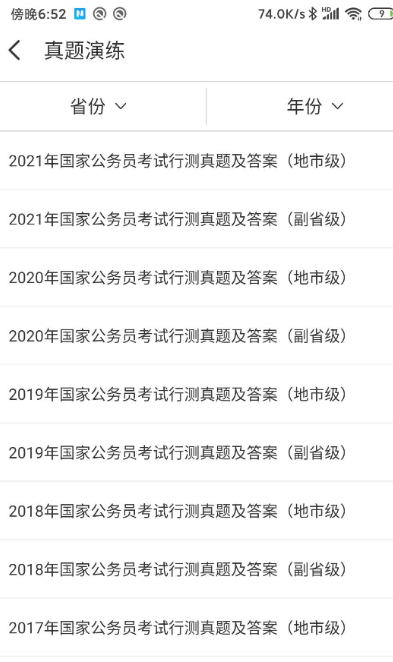 傍晚6:52
74.0K/s
HD
9
真题演练
省份
年份
2021年国家公务员考试行测真题及答案（地市级）
2021年国家公务员考试行测真题及答案（副省级）
2020年国家公务员考试行测真题及答案（地市级）
2020年国家公务员考试行测真题及答案（副省级）
2019年国家公务员考试行测真题及答案（地市级）
2019年国家公务员考试行测真题及答案（副省级）
2018年国家公务员考试行测真题及答案（地市级）
2018年国家公务员考试行测真题及答案（副省级）
2017年国家公务员考试行测真题及答案（地市级）